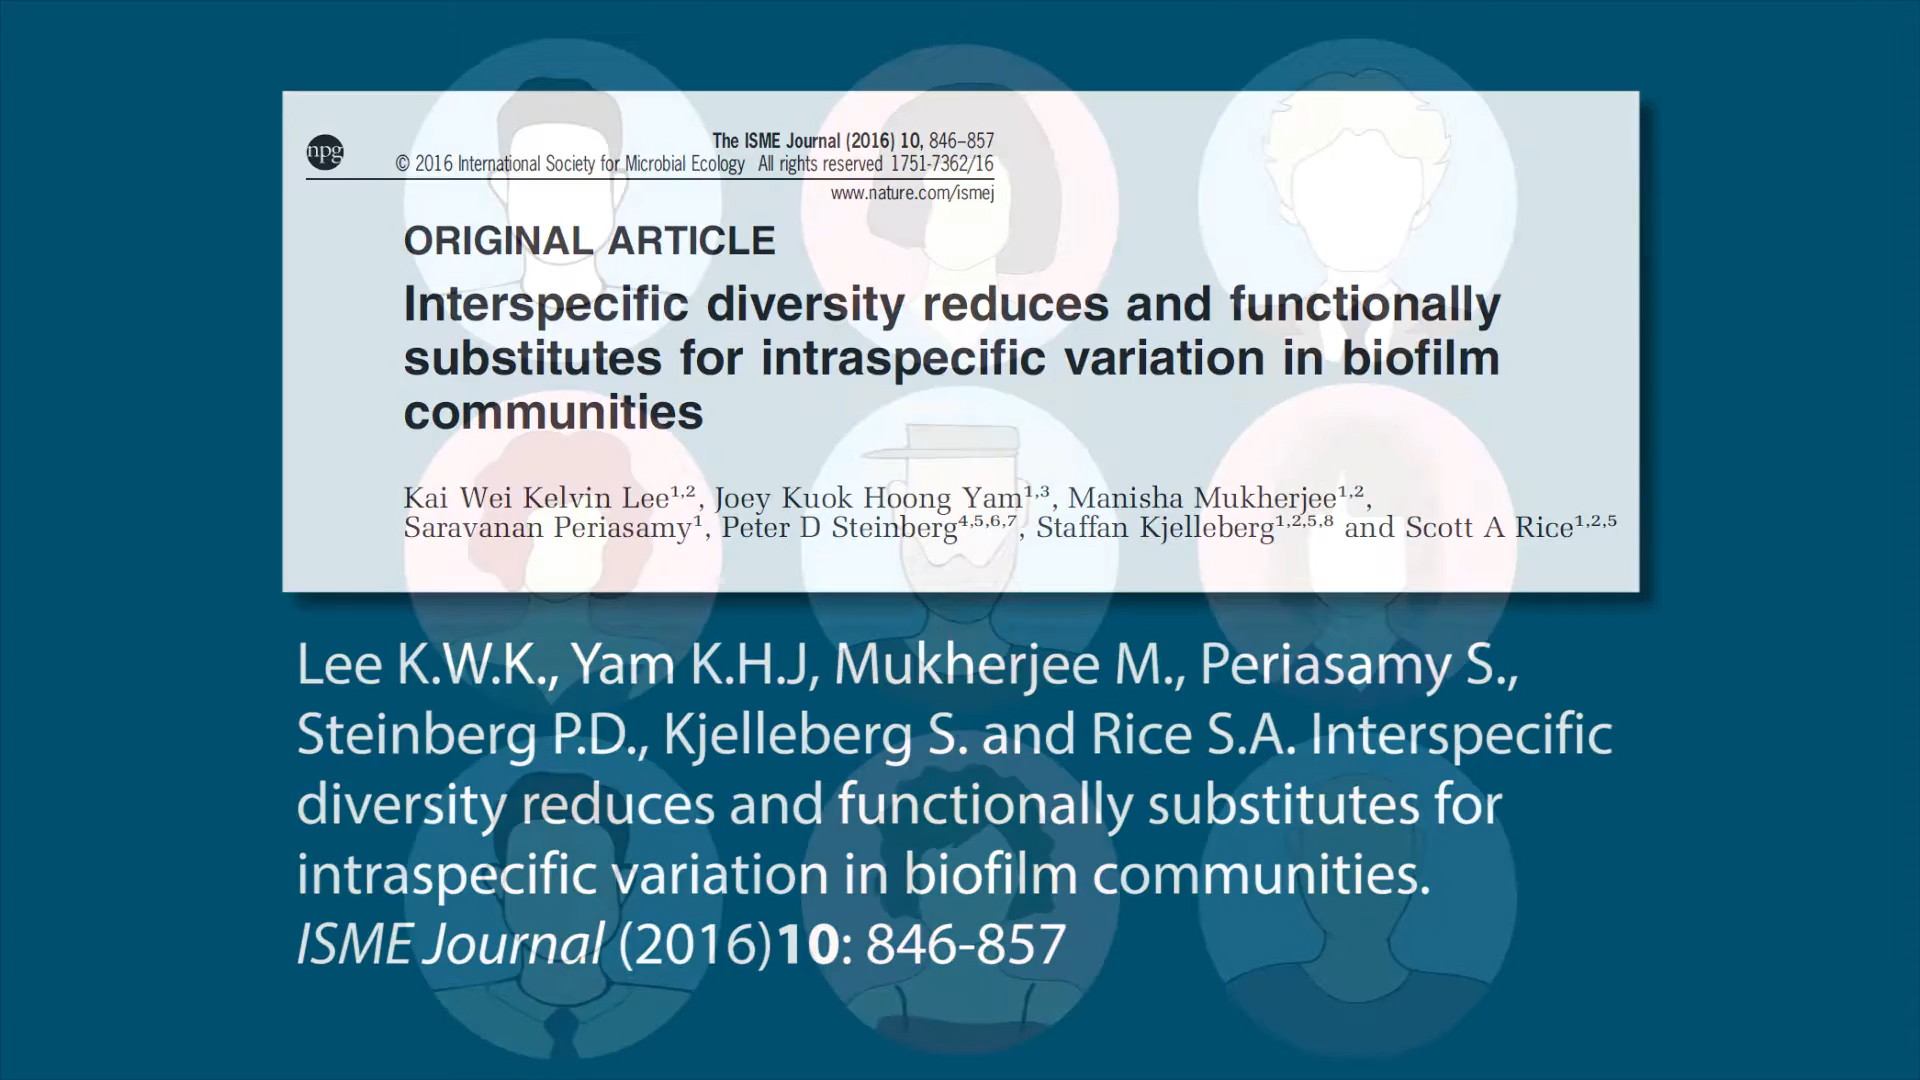 npg
The ISME Journal (2016) 10, 846–857
© 2016 International Society for Microbial Ecology All rights reserved 1751-7362/16
www.nature.com/ismej
ORIGINAL ARTICLE
Interspecific diversity reduces and functionally
substitutes for intraspecific variation in biofilm
communities
Kai Wei Kelvin Lee¹,², Joey Kuok Hoong Yam¹,³, Manisha Mukherjee¹,²,
Saravanan Periasamy¹, Peter D Steinberg⁴,⁵,⁶,⁷, Staffan Kjelleberg¹,²,⁵,⁸ and Scott A Rice¹,²,⁵
Lee K.W.K., Yam K.H.J, Mukherjee M., Periasamy S.,
Steinberg P.D., Kjelleberg S. and Rice S.A. Interspecific
diversity reduces and functionally substitutes for
intraspecific variation in biofilm communities.
ISME Journal (2016)10: 846-857